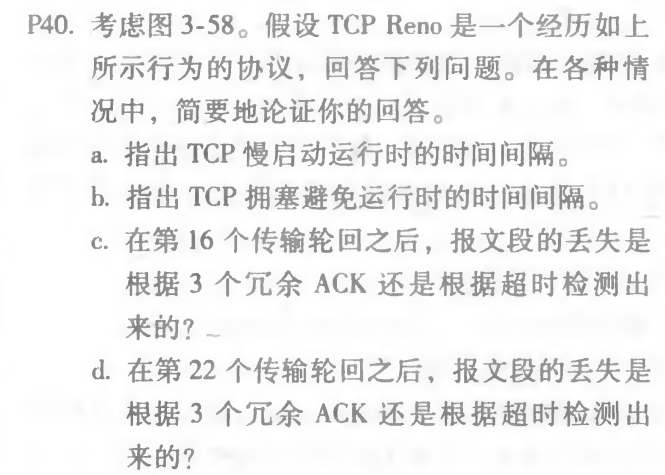 P40. 考虑图 3-58。假设 TCP Reno 是一个经历如上
所示行为的协议，回答下列问题。在各种情
况中，简要地论证你的回答。
a. 指出 TCP 慢启动运行时的时间间隔。
b. 指出 TCP 拥塞避免运行时的时间间隔。
c. 在第 16 个传输轮回之后，报文段的丢失是
根据 3 个冗余 ACK 还是根据超时检测出
来的?
d. 在第 22 个传输轮回之后，报文段的丢失是
根据 3 个冗余 ACK 还是根据超时检测出
来的?